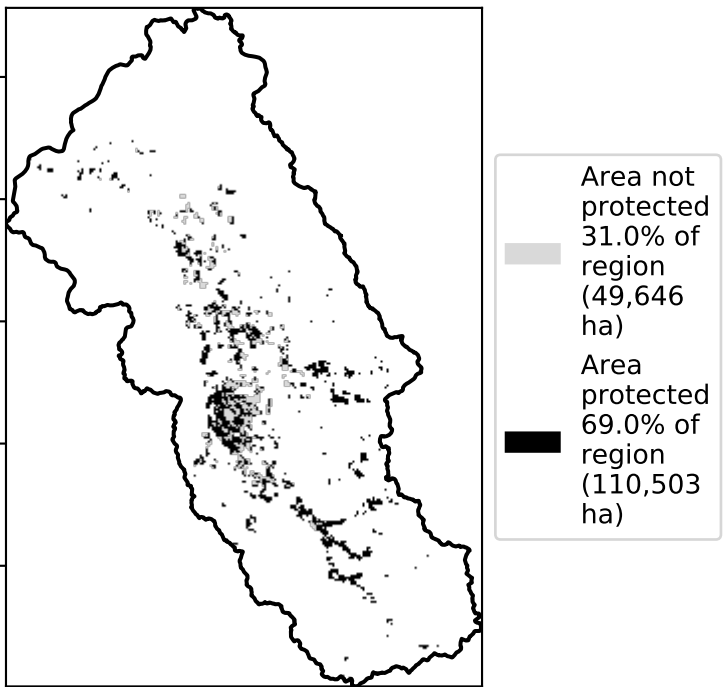 Area not
protected
31.0% of
region
(49,646
ha)
Area
protected
69.0% of
region
(110,503
ha)